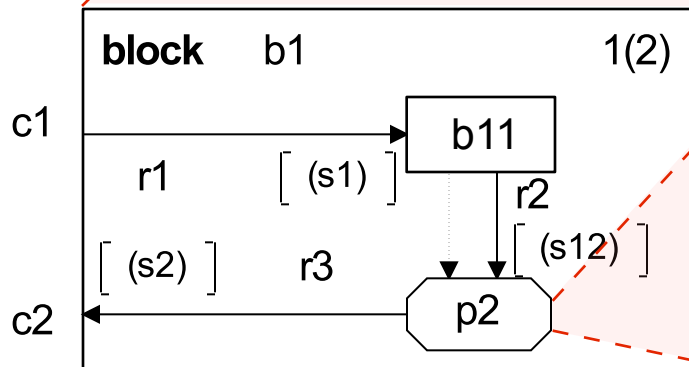 block b1 1(2)
c1
b11
r1 [ (s1) ]
r2
[ (s2) ] r3 [ (s12) ]
c2 p2